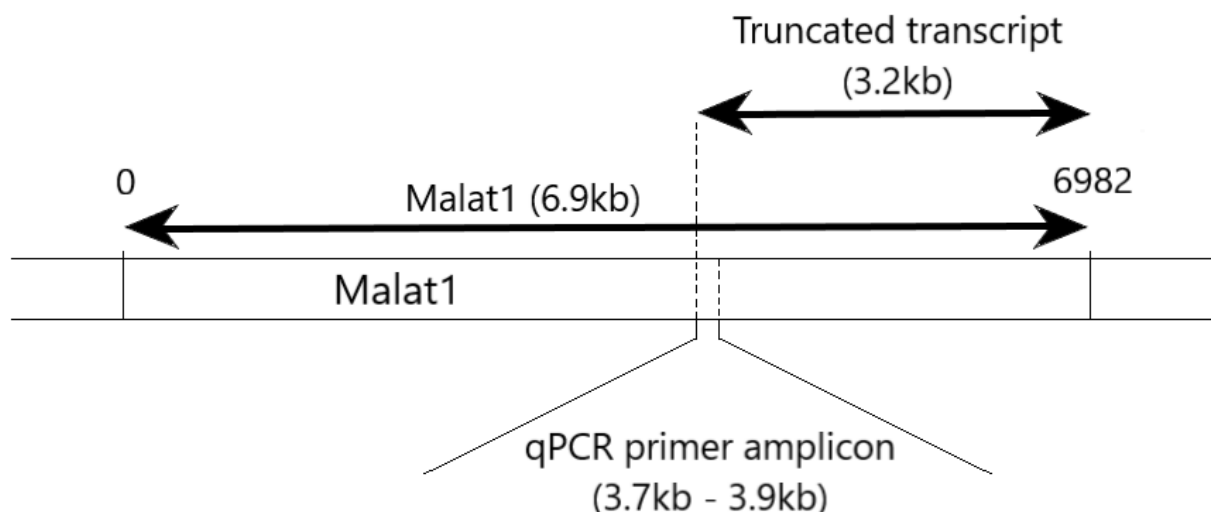 Truncated transcript
(3.2kb)
0
6982
Malat1 (6.9kb)
Malat1
qPCR primer amplicon
(3.7kb - 3.9kb)